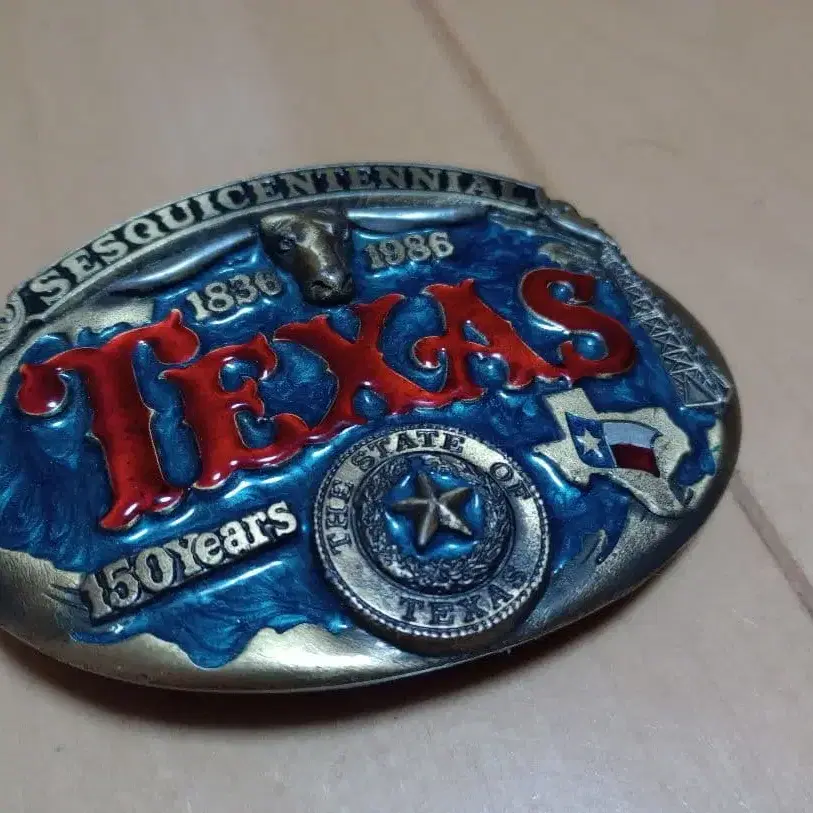 SESQUICENTENNIAL
1836 1986
TEXAS
150 Years
THE STATE OF
TEXAS